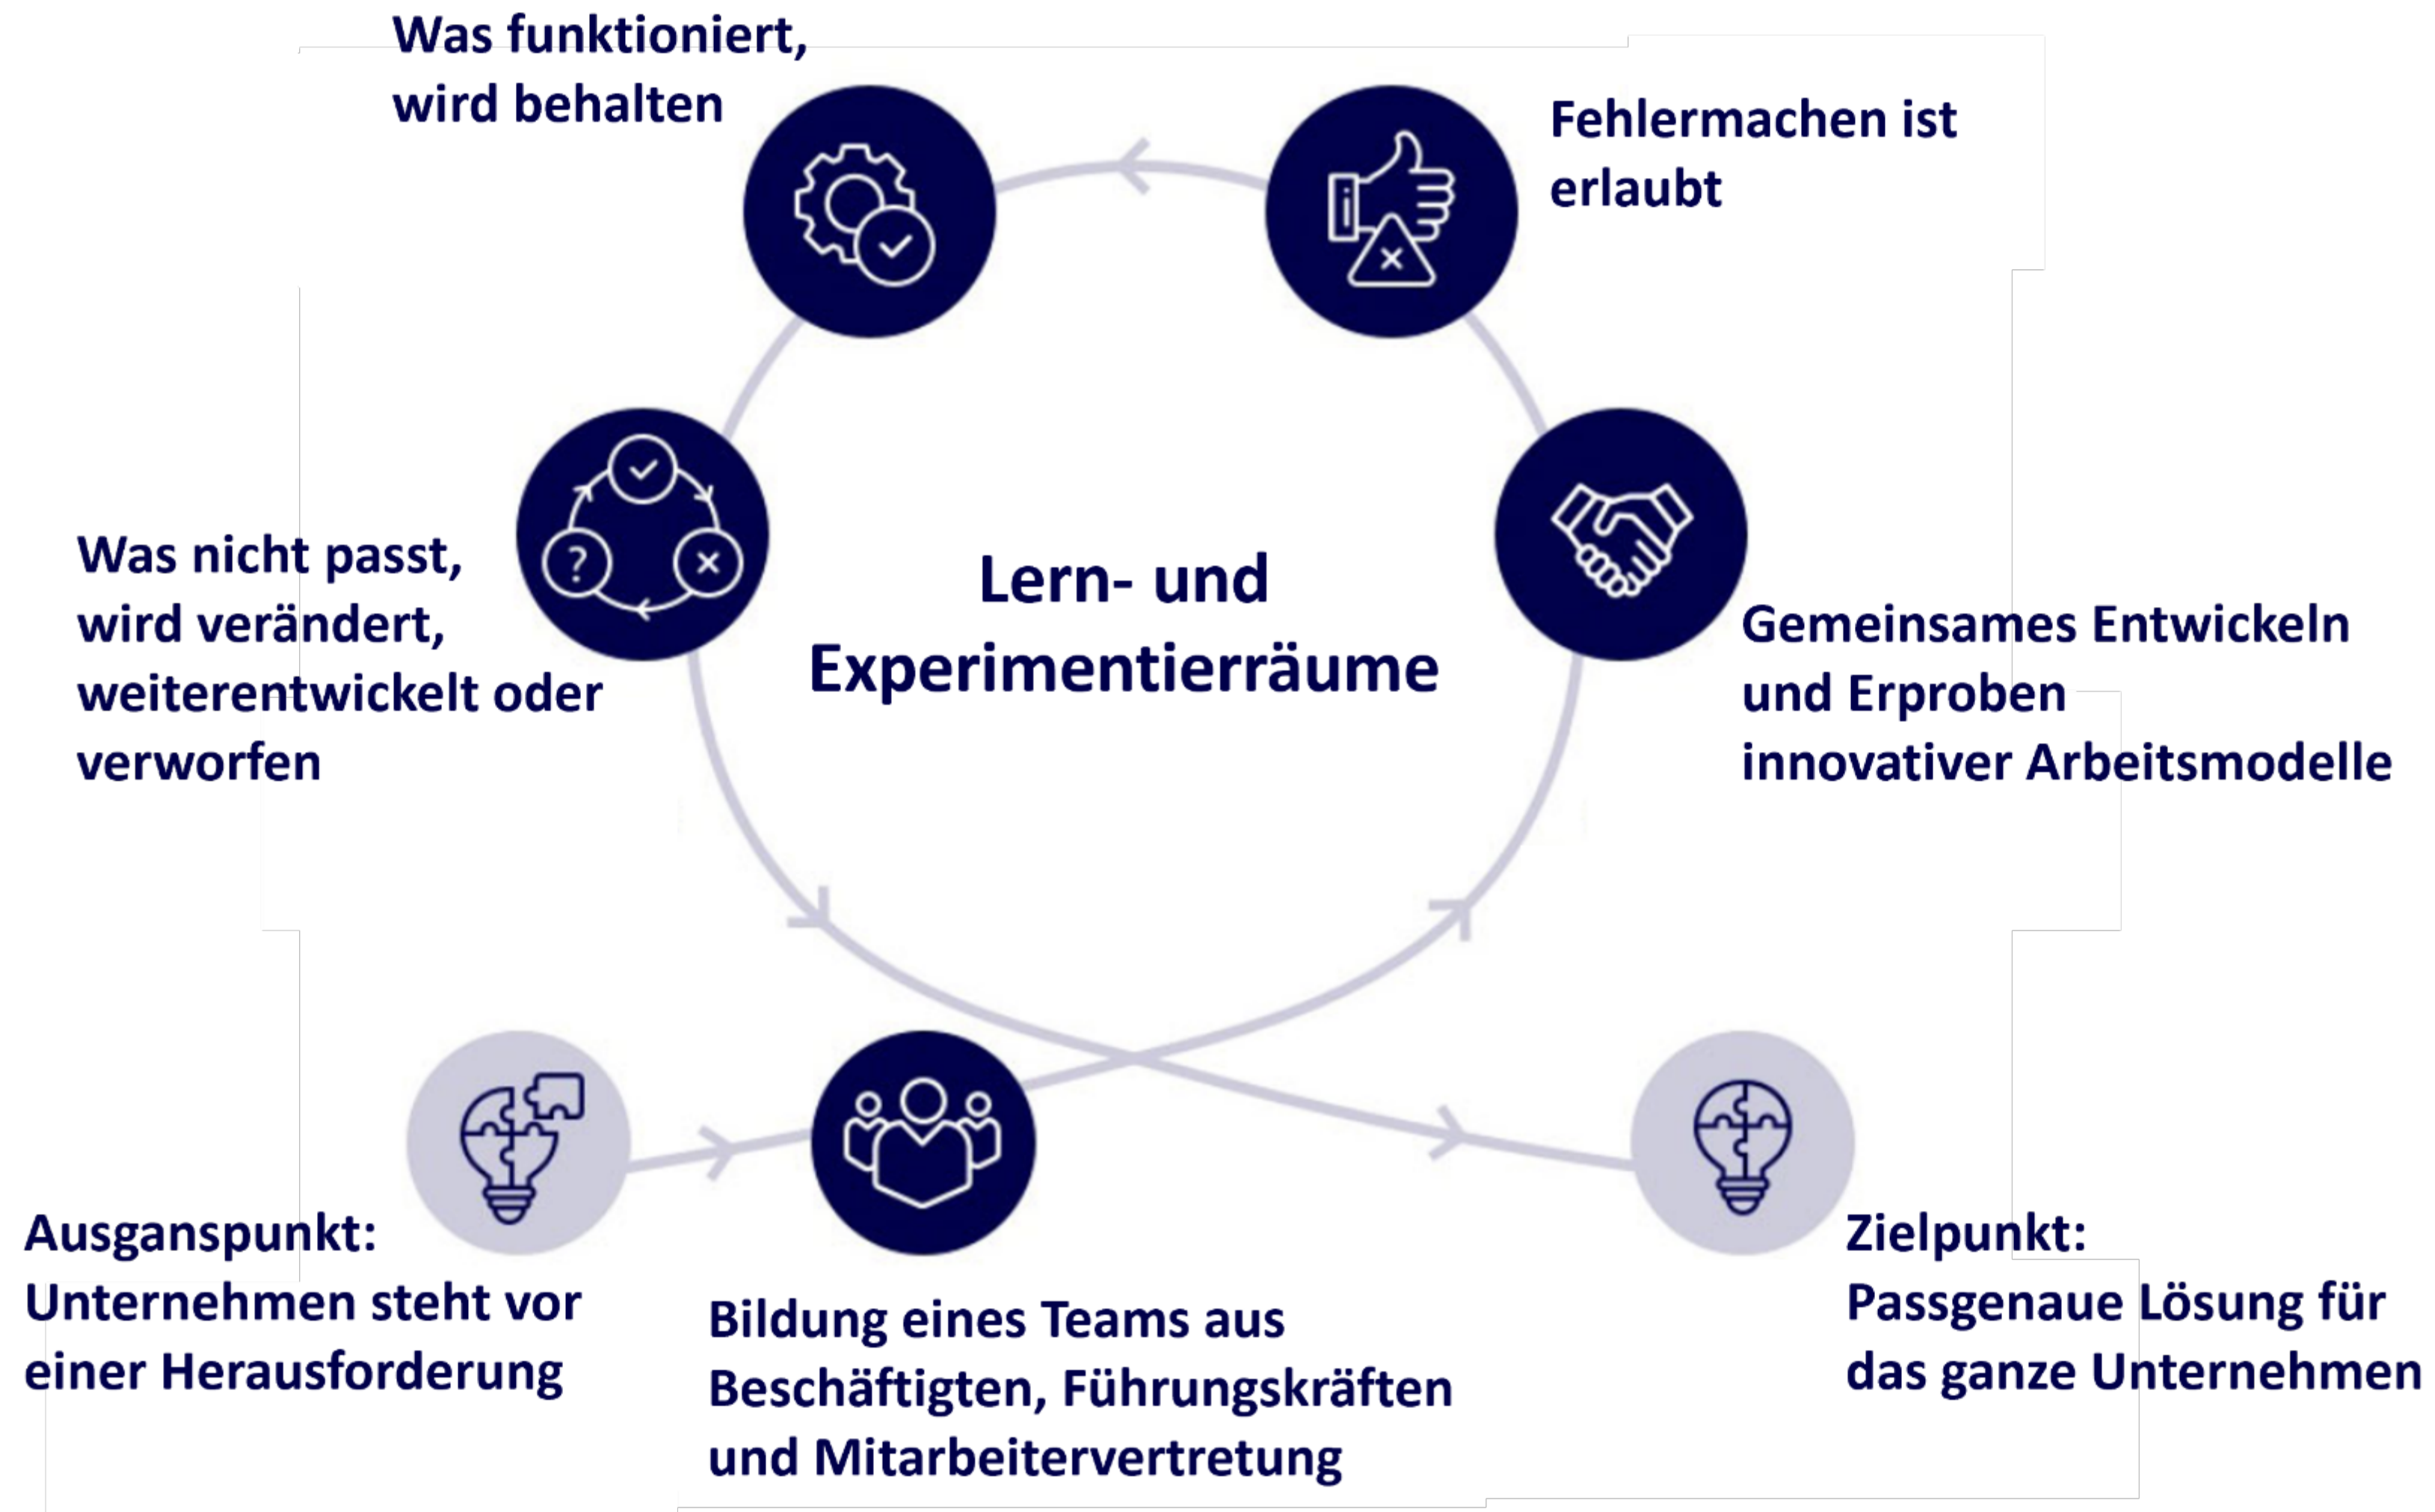 Was funktioniert,
wird behalten
Fehlermachen ist
erlaubt
Was nicht passt,
wird verändert,
weiterentwickelt oder
verworfen
Lern- und
Experimentierräume
Gemeinsames Entwickeln
und Erproben
innovativer Arbeitsmodelle
Ausganspunkt:
Unternehmen steht vor
einer Herausforderung
Bildung eines Teams aus
Beschäftigten, Führungskräften
und Mitarbeitervertretung
Zielpunkt:
Passgenaue Lösung für
das ganze Unternehmen